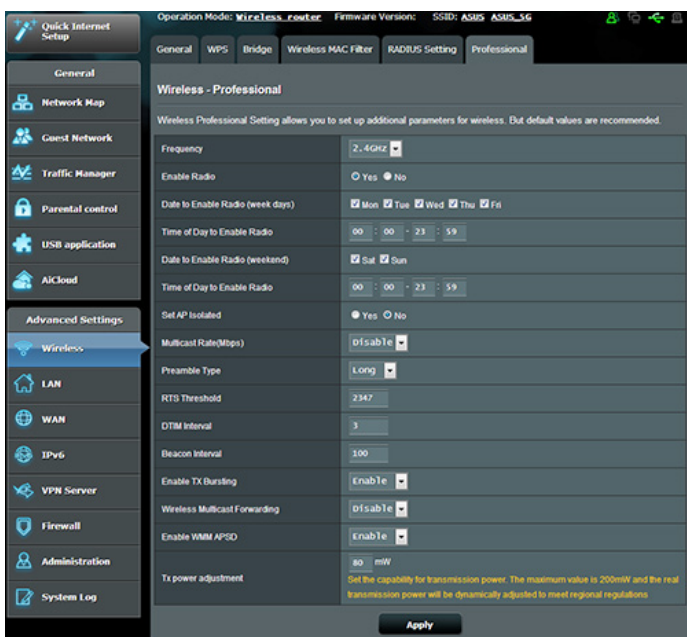 Quick Internet
Setup
Operation Mode: Wireless router Firmware Version: SSID: ASUS ASUS_5G
General WPS Bridge Wireless MAC Filter RADIUS Setting Professional
General
Network Map
Guest Network
Traffic Manager
Parental control
USB application
AiCloud
Advanced Settings
Wireless
LAN
WAN
IPv6
VPN Server
Firewall
Administration
System Log
Wireless - Professional
Wireless Professional Setting allows you to set up additional parameters for wireless. But default values are recommended.
Frequency 2.4GHZ
Enable Radio Yes No
Date to Enable Radio (week days) Mon Tue Wed Thu Fri
Time of Day to Enable Radio 00 : 00 - 23 : 59
Date to Enable Radio (weekend) Sat Sun
Time of Day to Enable Radio 00 : 00 - 23 : 59
Set AP Isolated Yes No
Multicast Rate(Mbps) Disable
Preamble Type Long
RTS Threshold 2347
DTIM Interval 3
Beacon Interval 100
Enable TX Bursting Enable
Wireless Multicast Forwarding Disable
Enable WMM APSD Enable
Tx power adjustment 80 mW
Set the capability for transmission power. The maximum value is 200mW and the real
transmission power will be dynamically adjusted to meet regional regulations
Apply